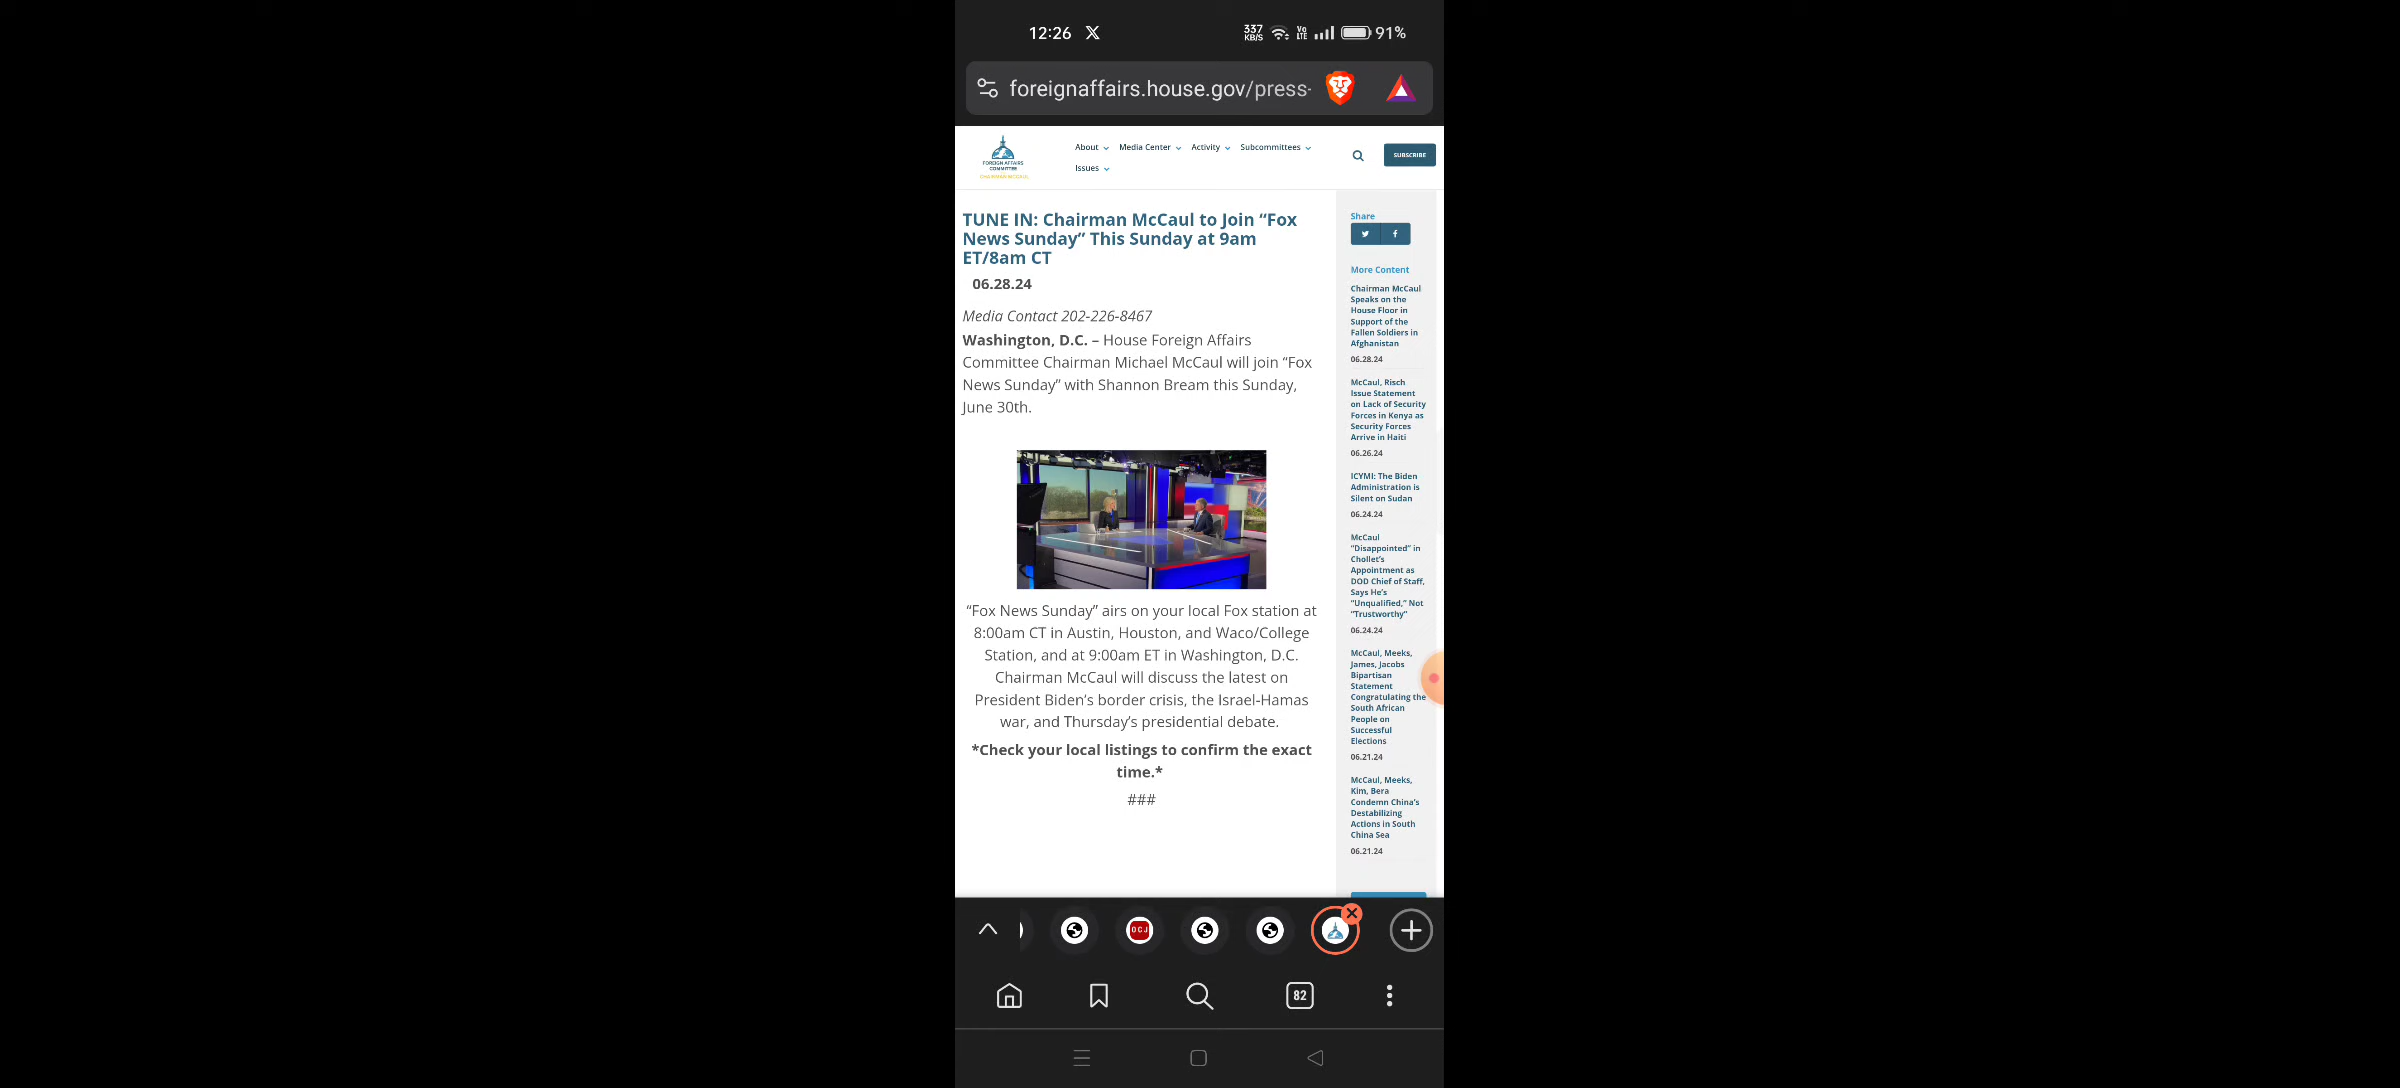 12:26
337
KB/S
Vo
LTE
91%
foreignaffairs.house.gov/press-
FOREIGN AFFAIRS
COMMITTEE
CHAIRMAN MCCAUL
About
Media Center
Activity
Subcommittees
Issues
SUBSCRIBE
TUNE IN: Chairman McCaul to Join “Fox
News Sunday” This Sunday at 9am
ET/8am CT
06.28.24
Media Contact 202-226-8467
Washington, D.C. – House Foreign Affairs
Committee Chairman Michael McCaul will join “Fox
News Sunday” with Shannon Bream this Sunday,
June 30th.
“Fox News Sunday” airs on your local Fox station at
8:00am CT in Austin, Houston, and Waco/College
Station, and at 9:00am ET in Washington, D.C.
Chairman McCaul will discuss the latest on
President Biden’s border crisis, the Israel-Hamas
war, and Thursday’s presidential debate.
*Check your local listings to confirm the exact
time.*
###
Share
More Content
Chairman McCaul
Speaks on the
House Floor in
Support of the
Fallen Soldiers in
Afghanistan
06.28.24
McCaul, Risch
Issue Statement
on Lack of Security
Forces in Kenya as
Security Forces
Arrive in Haiti
06.26.24
ICYMI: The Biden
Administration is
Silent on Sudan
06.24.24
McCaul
“Disappointed” in
Chollet’s
Appointment as
DOD Chief of Staff,
Says He’s
“Unqualified,” Not
“Trustworthy”
06.24.24
McCaul, Meeks,
James, Jacobs
Bipartisan
Statement
Congratulating the
South African
People on
Successful
Elections
06.21.24
McCaul, Meeks,
Kim, Bera
Condemn China’s
Destabilizing
Actions in South
China Sea
06.21.24
OCJ
82